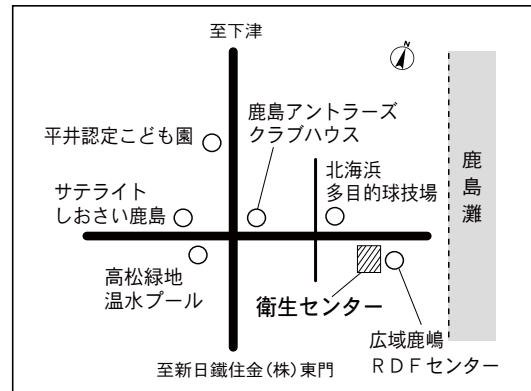 至下津
N
鹿島アントラーズ
クラブハウス
平井認定こども園
北海浜
多目的球技場
鹿島灘
サテライト
しおさい鹿島
高松緑地
温水プール
衛生センター
広域鹿嶋
RDFセンター
至新日鐵住金(株)東門